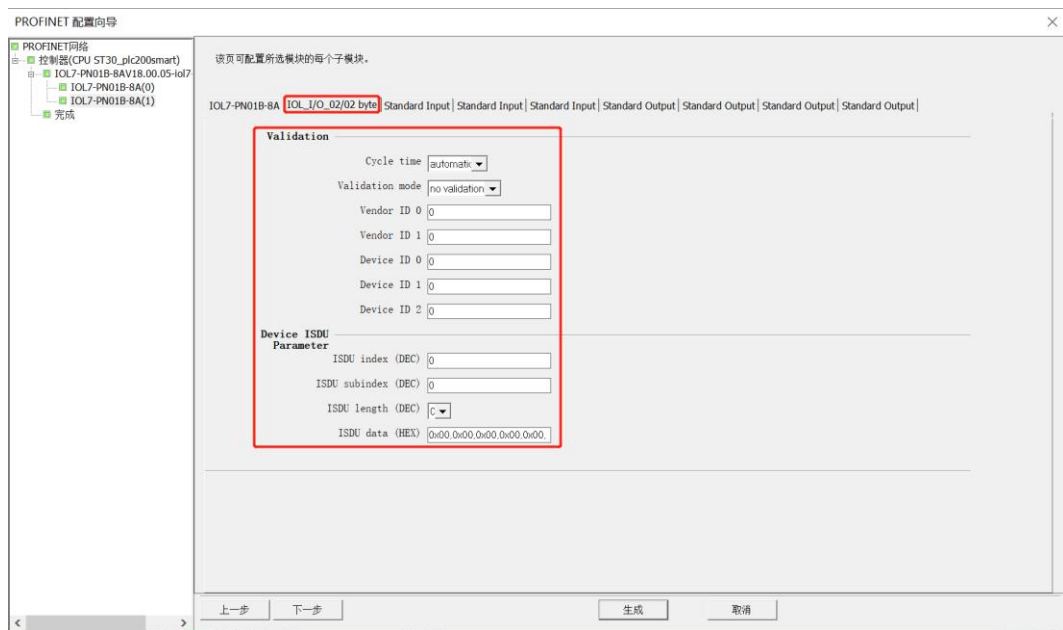 PROFINET 配置向导
PROFINET网络
控制器(CPU ST30_plc200smart)
IOL7-PN01B-8AV18.00.05-iol7-
IOL7-PN01B-8A(0)
IOL7-PN01B-8A(1)
完成
该页可配置所选模块的每个子模块。
IOL7-PN01B-8A IOL_I/O_02/02 byte Standard Input Standard Input Standard Input Standard Output Standard Output Standard Output Standard Output
Validation
Cycle time automatic
Validation mode no validation
Vendor ID 0 0
Vendor ID 1 0
Device ID 0 0
Device ID 1 0
Device ID 2 0
Device ISDU
Parameter
ISDU index (DEC) 0
ISDU subindex (DEC) 0
ISDU length (DEC)
ISDU data (HEX) 0x00,0x00,0x00,0x00,0x00,
上一步 下一步 生成 取消